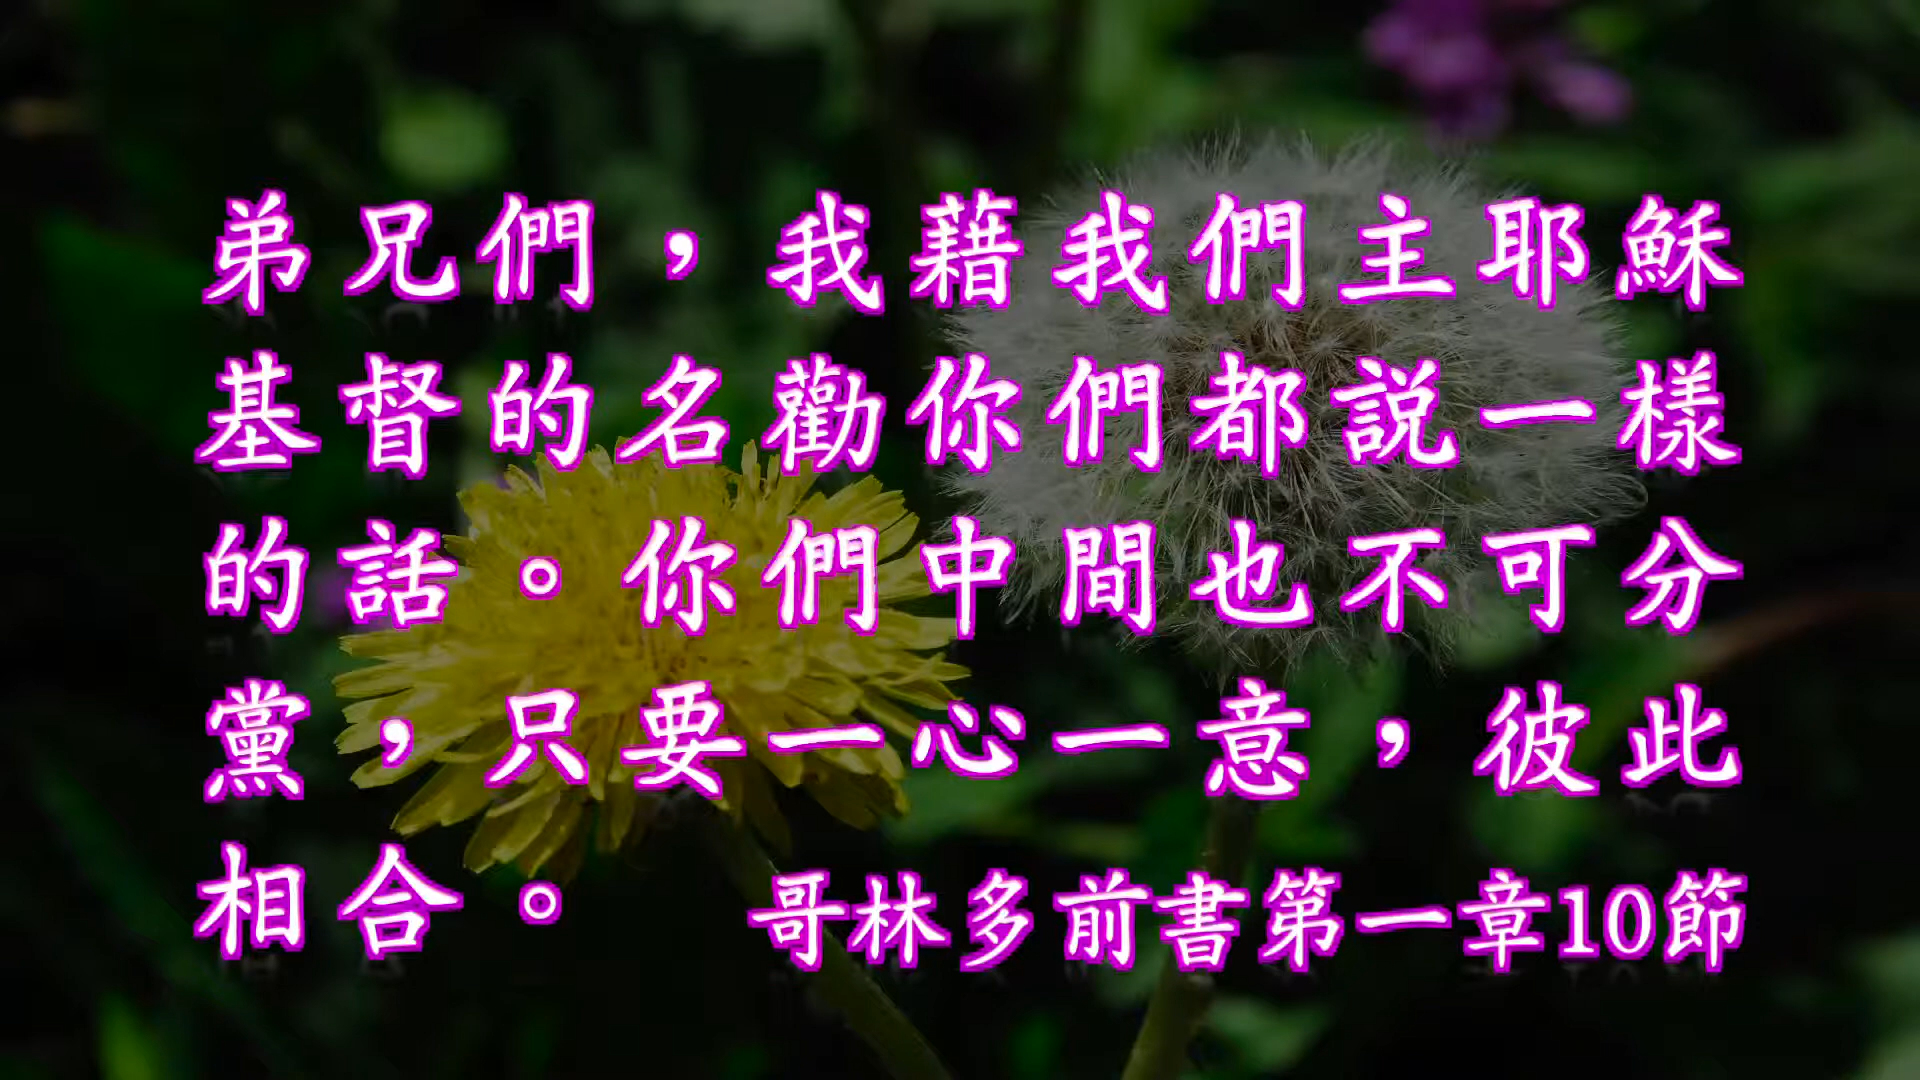 弟兄們，我藉我們主耶穌
基督的名勸你們都說一樣
的話。你們中間也不可分
黨，只要一心一意，彼此
相合。 哥林多前書第一章10節